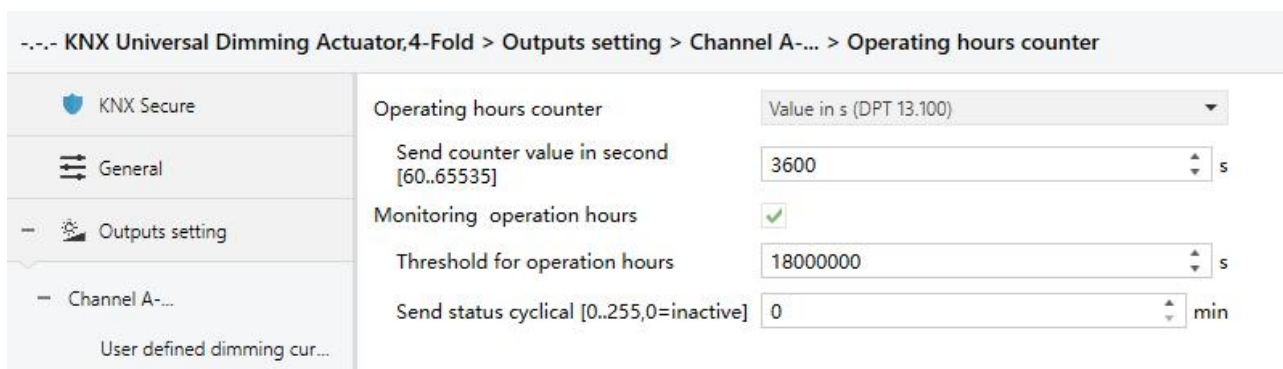 -.-.- KNX Universal Dimming Actuator,4-Fold > Outputs setting > Channel A-... > Operating hours counter
KNX Secure
General
Outputs setting
Channel A-...
User defined dimming cur...
Operating hours counter
Value in s (DPT 13.100)
Send counter value in second
[60..65535]
3600 s
Monitoring operation hours
Threshold for operation hours
18000000 s
Send status cyclical [0..255,0=inactive]
0 min